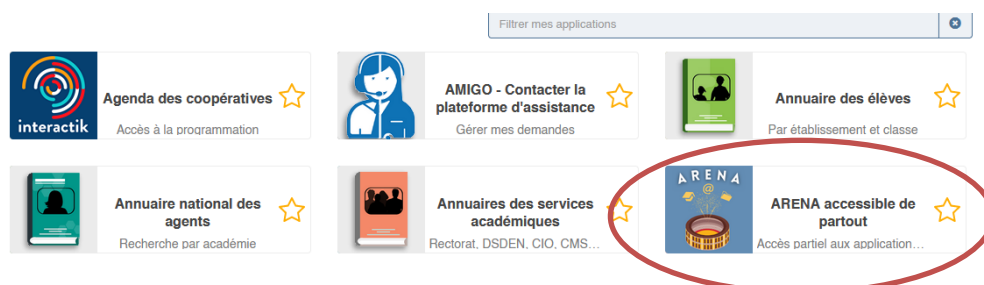 Filtrer mes applications
interactik
Agenda des coopératives
Accès à la programmation
AMIGO - Contacter la
plateforme d'assistance
Gérer mes demandes
Annuaire des élèves
Par établissement et classe
Annuaire national des
agents
Recherche par académie
Annuaires des services
académiques
Rectorat, DSDEN, CIO, CMS...
ARENA
@
ARENA accessible de
partout
Accès partiel aux application...